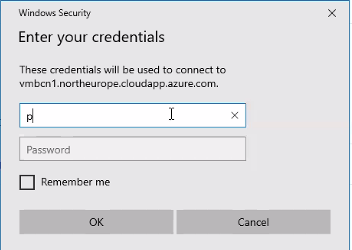 Windows Security
Enter your credentials
These credentials will be used to connect to
vmbcn1.northeurope.cloudapp.azure.com.
p
Password
Remember me
OK
Cancel